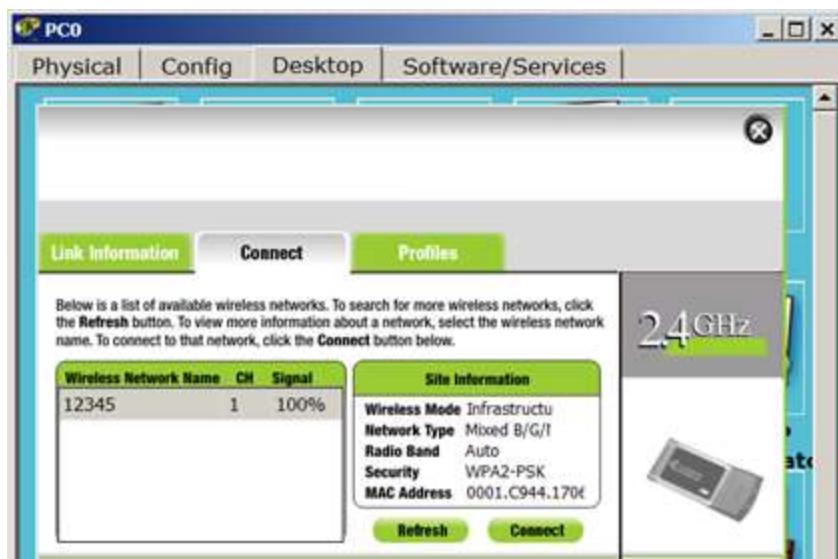 PC0
Physical Config Desktop Software/Services
Link Information Connect Profiles
Below is a list of available wireless networks. To search for more wireless networks, click
the Refresh button. To view more information about a network, select the wireless network
name. To connect to that network, click the Connect button below.
2.4GHz
Wireless Network Name CH Signal
12345 1 100%
Site Information
Wireless Mode Infrastructu
Network Type Mixed B/G/
Radio Band Auto
Security WPA2-PSK
MAC Address 0001.C944.170
Refresh Connect